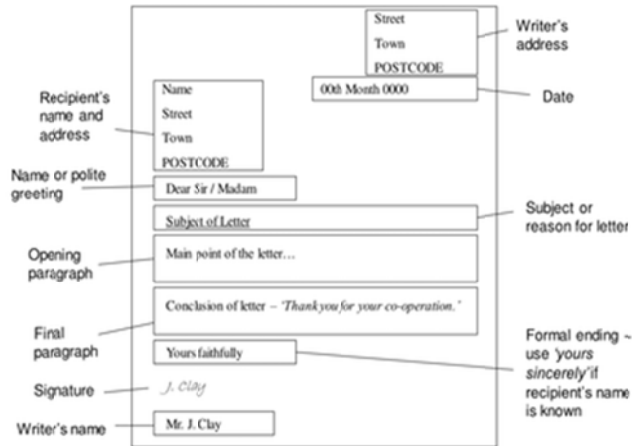 Street
Town
POSTCODE
Writer's
address
00th Month 0000
Date
Recipient's
name and
address
Name
Street
Town
POSTCODE
Name or polite
greeting
Dear Sir / Madam
Subject of Letter
Subject or
reason for letter
Opening
paragraph
Main point of the letter…
Final
paragraph
Conclusion of letter – ‘Thank you for your co-operation.’
Yours faithfully
Formal ending ~
use ‘yours
sincerely’ if
recipient's name
is known
Signature
J. Clay
Writer's name
Mr. J. Clay